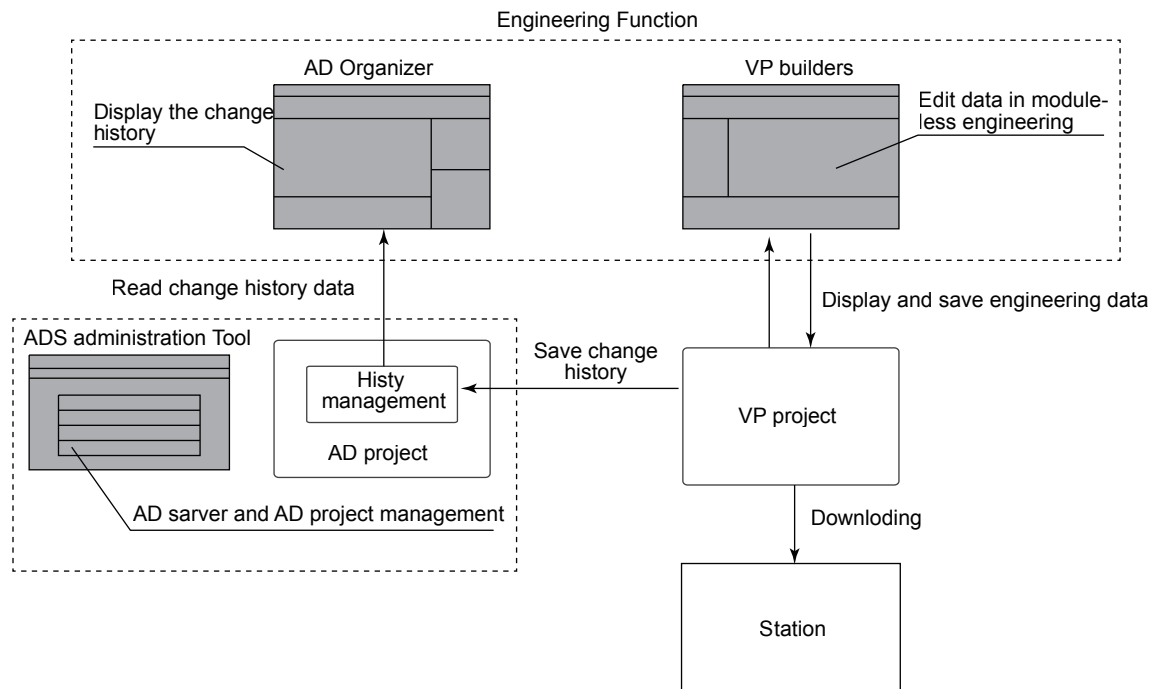 Engineering Function
AD Organizer
VP builders
Display the change
history
Edit data in module-
less engineering
Read change history data
Display and save engineering data
ADS administration Tool
Save change
history
Histy
management
AD project
VP project
AD sarver and AD project management
Downloding
Station